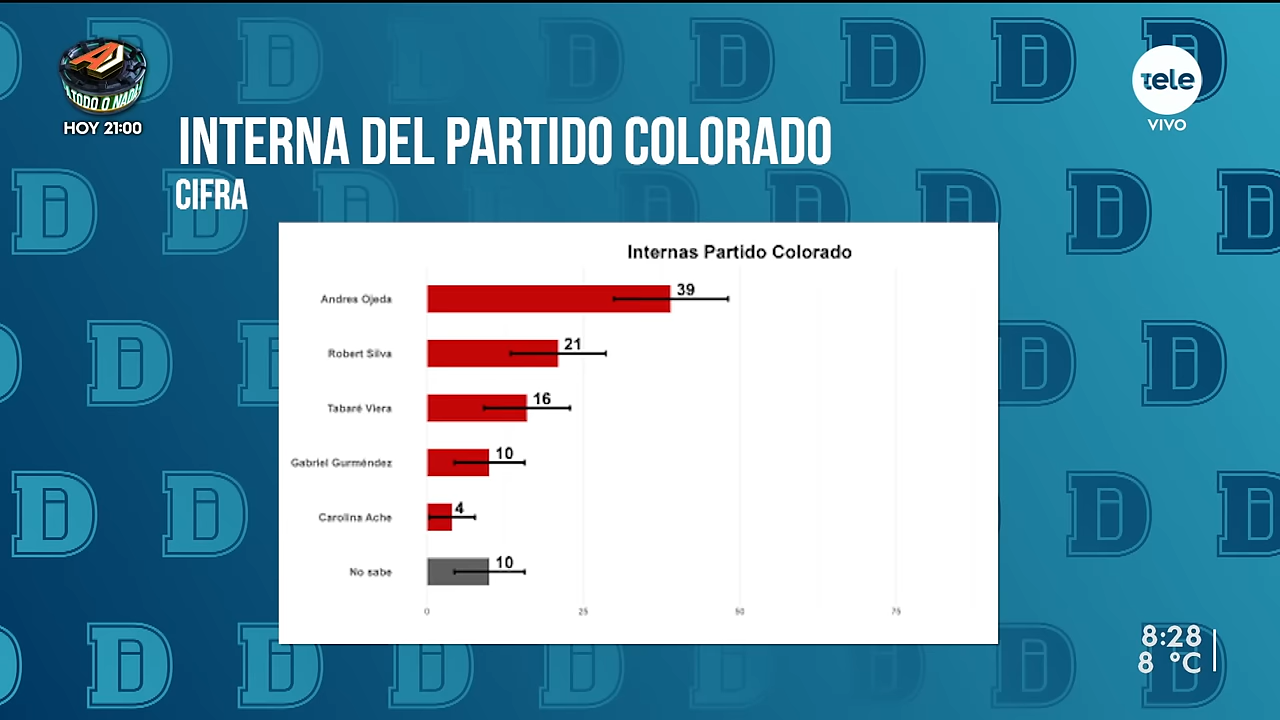 A TODO O NADA
HOY 21:00
tele
VIVO
INTERNA DEL PARTIDO COLORADO
CIFRA
Internas Partido Colorado
Andres Ojeda 39
Robert Silva 21
Tabaré Viera 16
Gabriel Gurméndez 10
Carolina Ache 4
No sabe 10
0 25 50 75
8:28
8 °C